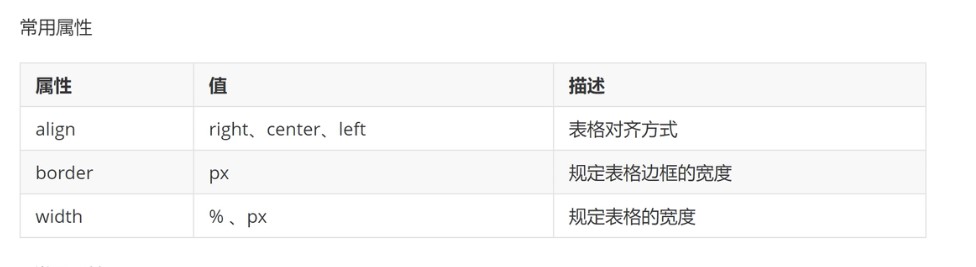 常用属性
属性 值 描述
align right、center、left 表格对齐方式
border px 规定表格边框的宽度
width % 、px 规定表格的宽度